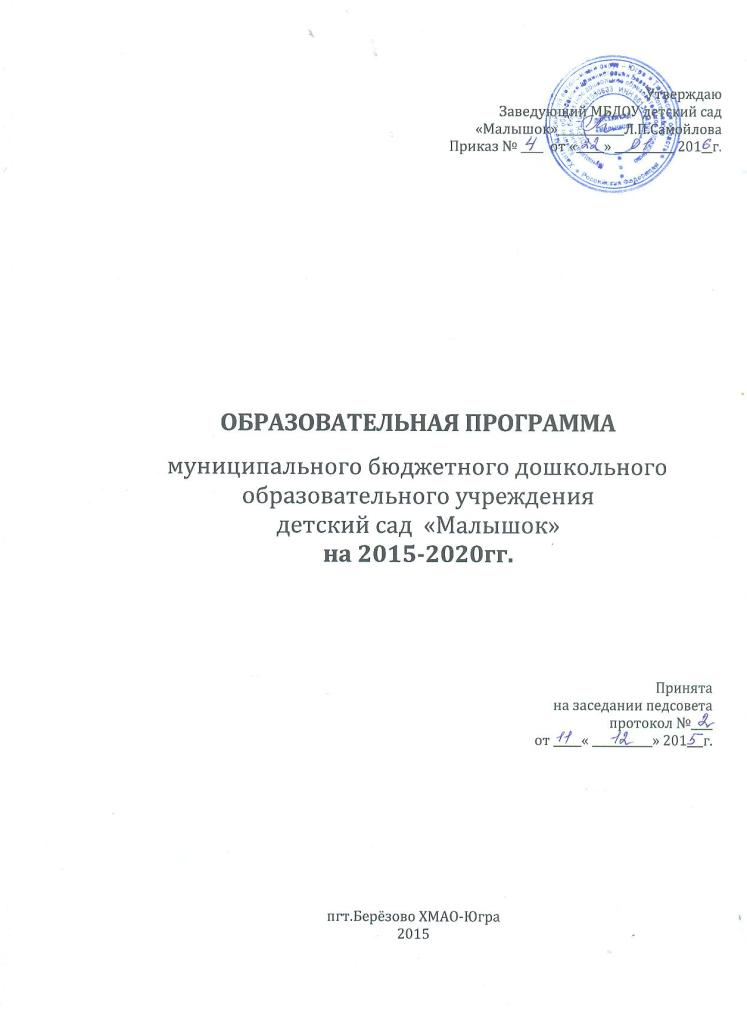 Утверждаю
Заведующий МБДОУ детский сад
«Малышок» Л.П.Самойлова
Приказ № 4 от « 22 » 01 2016г.
ОБРАЗОВАТЕЛЬНАЯ ПРОГРАММА
муниципального бюджетного дошкольного
образовательного учреждения
детский сад «Малышок»
на 2015-2020гг.
Принята
на заседании педсовета
протокол № 2
от 11 « 12 » 2015г.
пгт.Берёзово ХМАО-Югра
2015